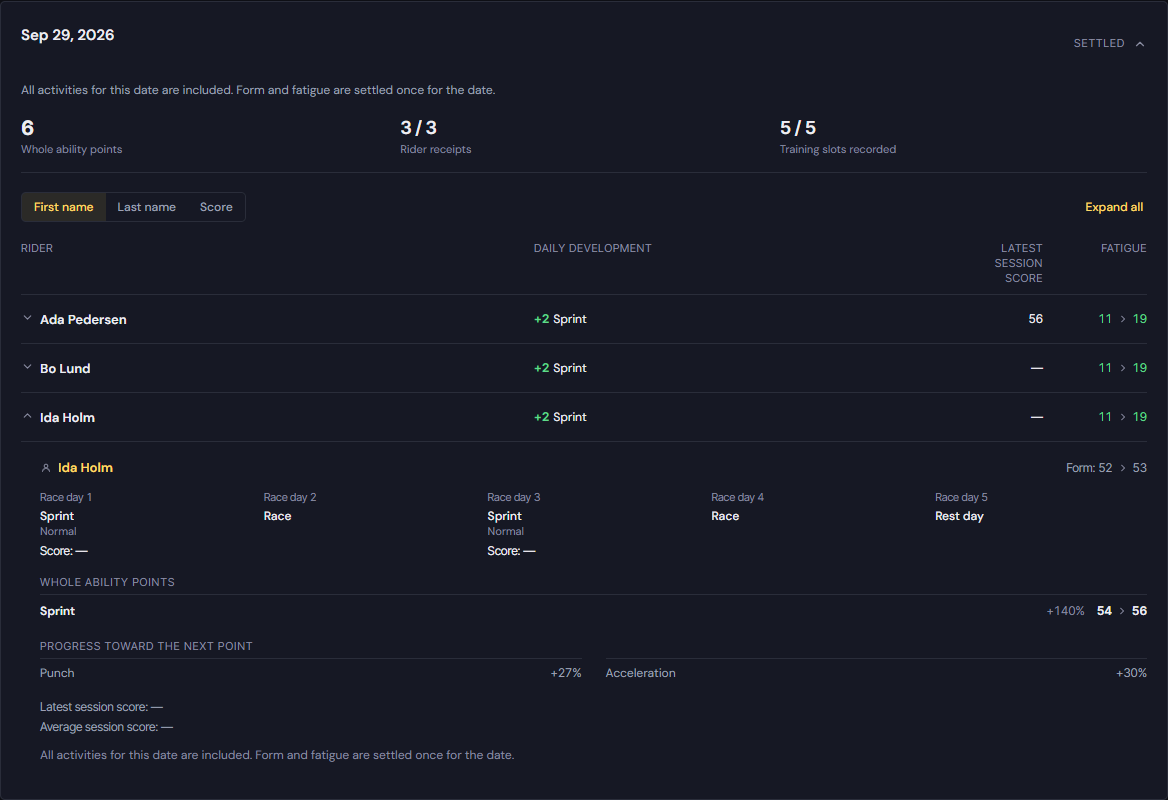 Sep 29, 2026
SETTLED
All activities for this date are included. Form and fatigue are settled once for the date.
6 3 / 3 5 / 5
Whole ability points Rider receipts Training slots recorded
First name Last name Score Expand all
RIDER DAILY DEVELOPMENT LATEST SESSION SCORE FATIGUE
Ada Pedersen +2 Sprint 56 11 > 19
Bo Lund +2 Sprint — 11 > 19
Ida Holm +2 Sprint — 11 > 19
Ida Holm Form: 52 > 53
Race day 1 Race day 2 Race day 3 Race day 4 Race day 5
Sprint Race Sprint Race Rest day
Normal Normal
Score: — Score: —
WHOLE ABILITY POINTS
Sprint +140% 54 > 56
PROGRESS TOWARD THE NEXT POINT
Punch +27% Acceleration +30%
Latest session score: —
Average session score: —
All activities for this date are included. Form and fatigue are settled once for the date.